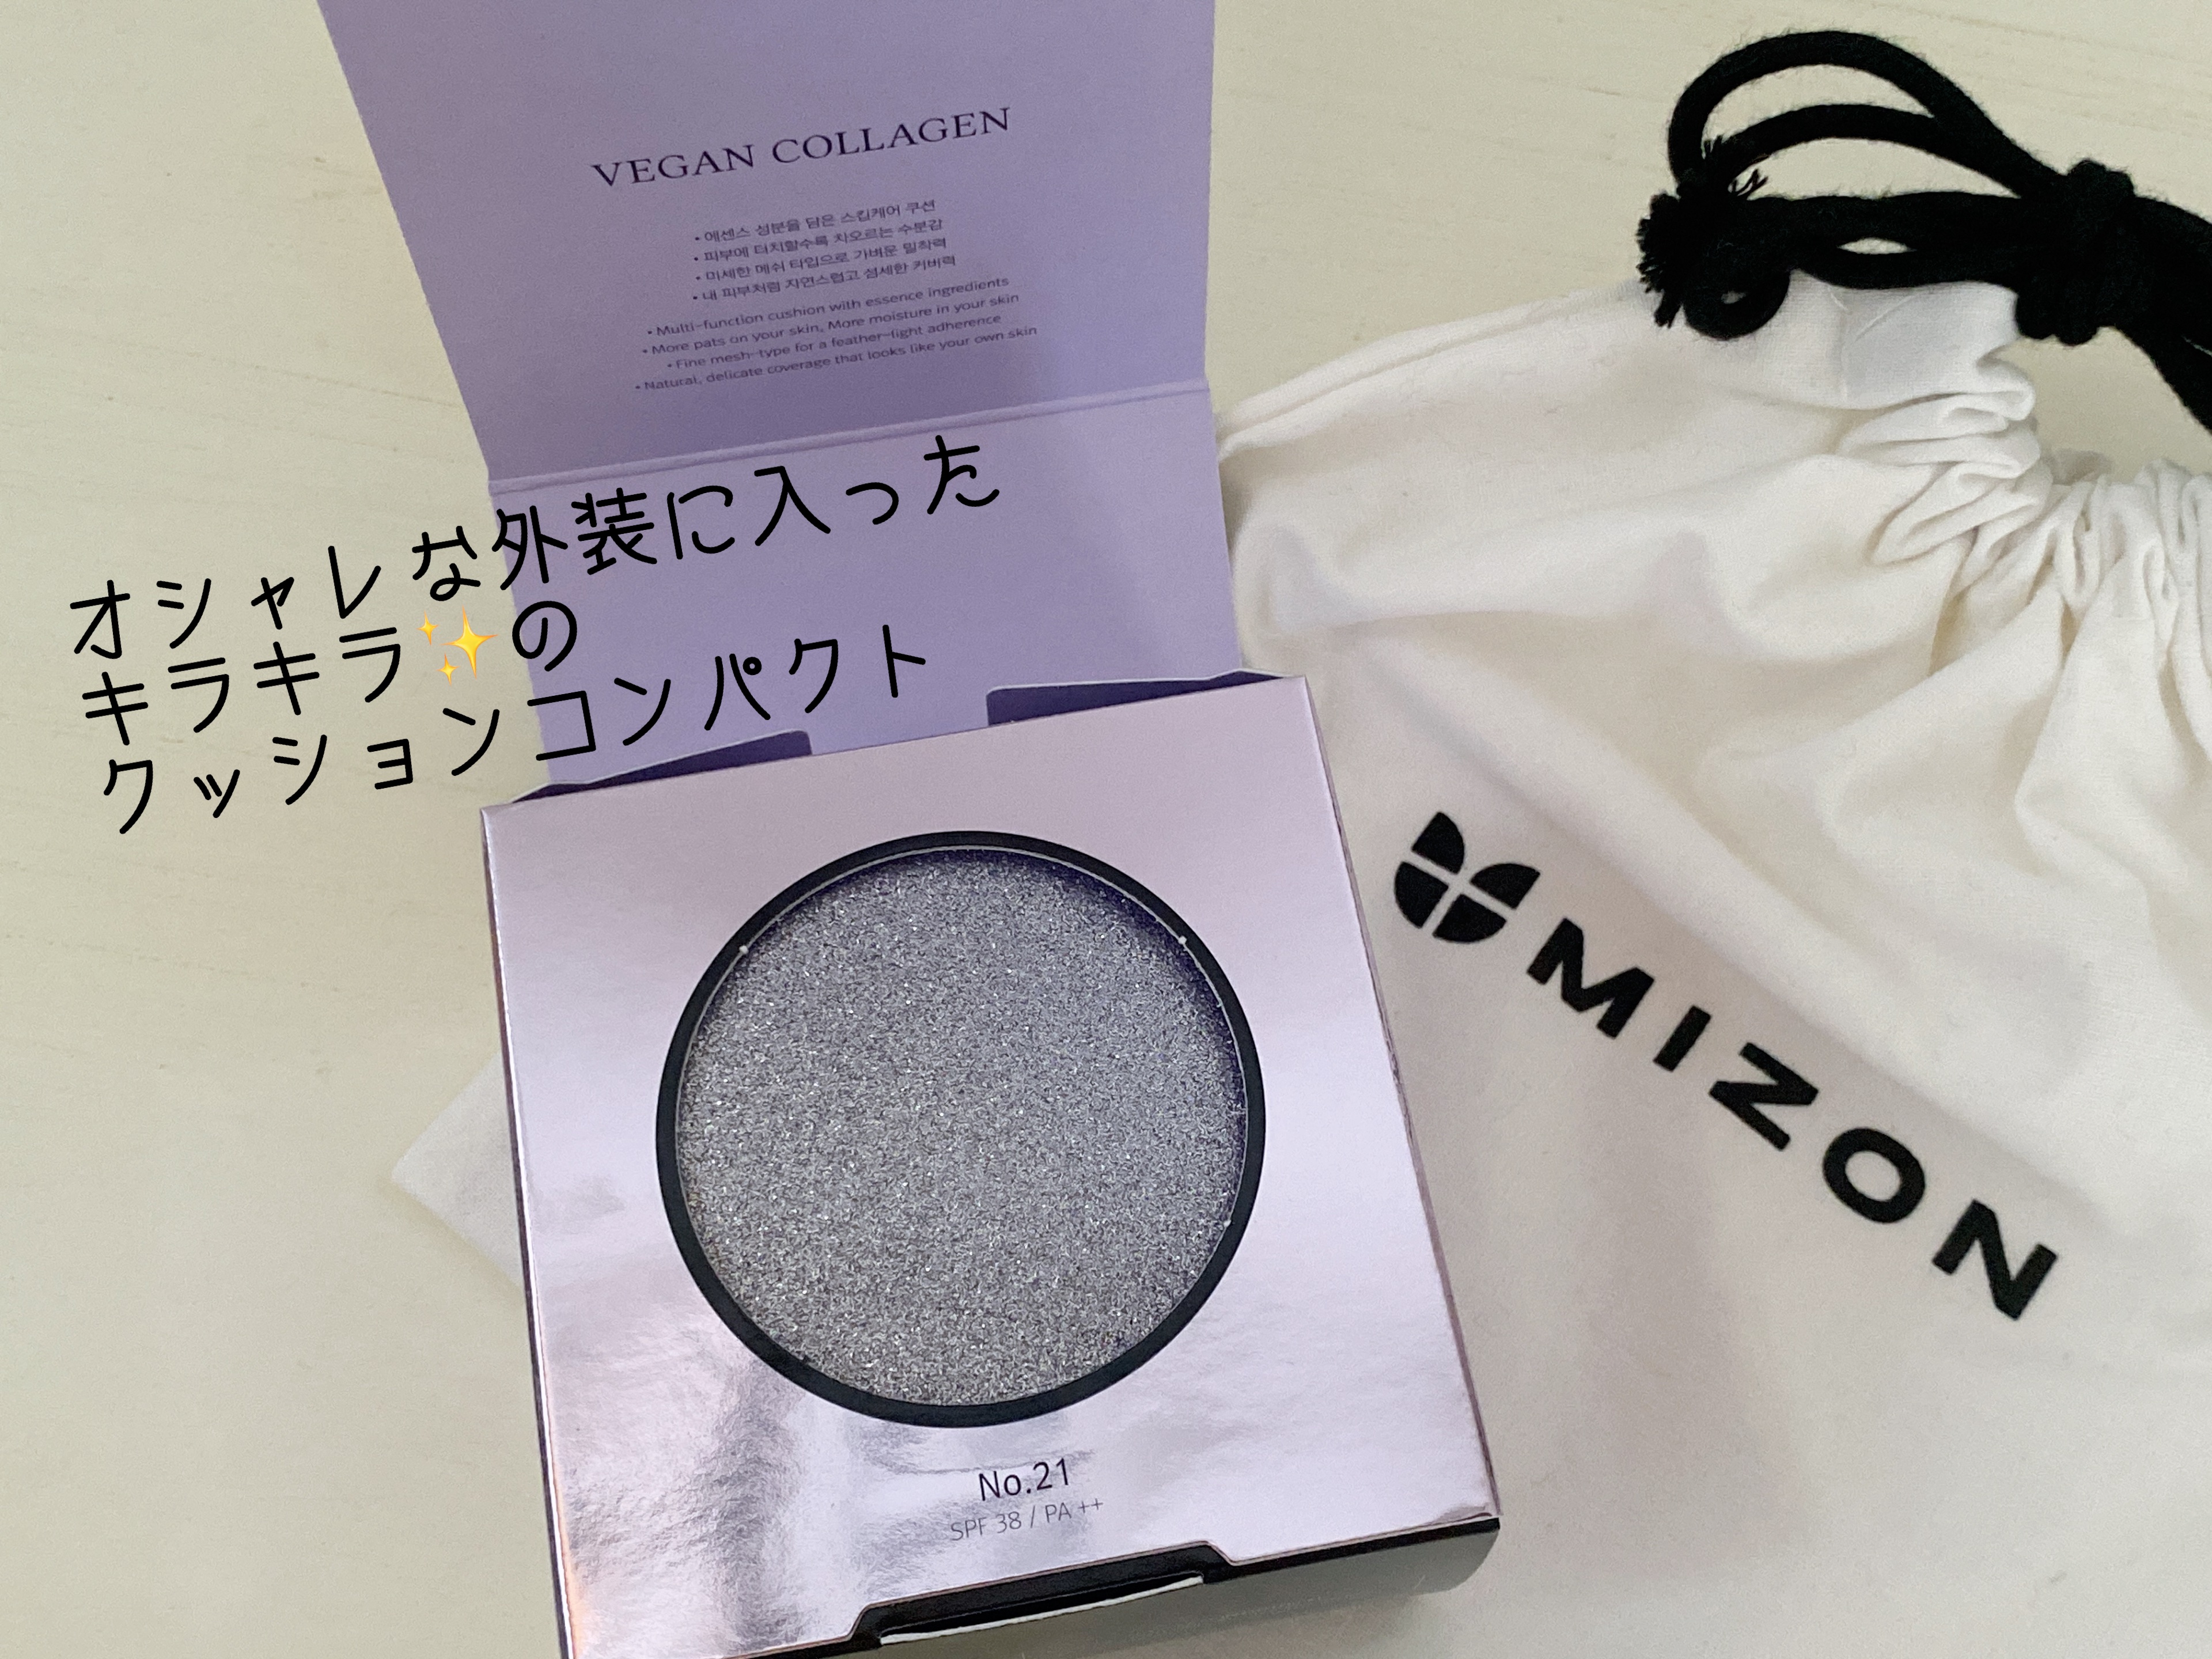 VEGAN COLLAGEN
• 에센스 성분을 담은 스킨케어 쿠션
• 피부에 터치할수록 차오르는 수분감
• 미세한 메쉬 타입으로 가벼운 밀착력
• 내 피부처럼 자연스럽고 섬세한 커버력
• Multi-function cushion with essence ingredients
• More pats on your skin, More moisture in your skin
• Fine mesh-type for a feather-light adherence
• Natural, delicate coverage that looks like your own skin
オシャレな外装に入った
キラキラ✨の
クッションコンパクト
MIZON
No.21
SPF 38 / PA ++